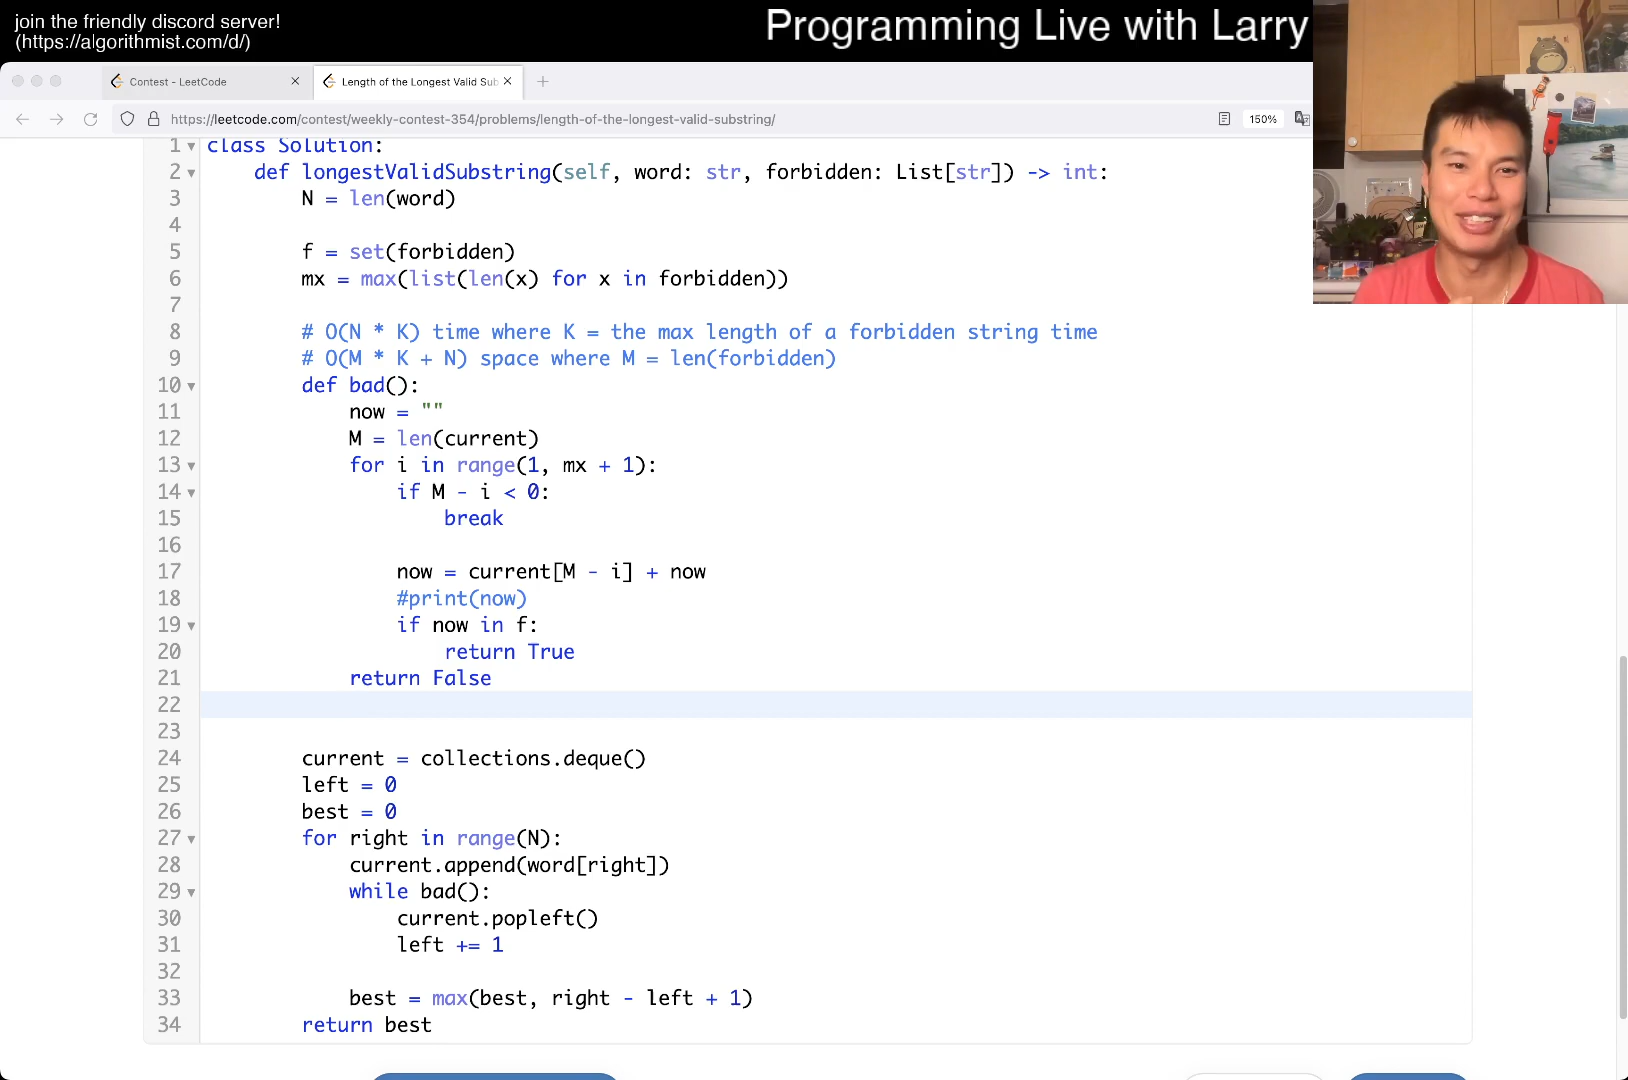 join the friendly discord server!
(https://algorithmist.com/d/)
Programming Live with Larry
Contest - LeetCode
Length of the Longest Valid Sub
https://leetcode.com/contest/weekly-contest-354/problems/length-of-the-longest-valid-substring/
150%
1 class Solution:
2 def longestValidSubstring(self, word: str, forbidden: List[str]) -> int:
3 N = len(word)
4
5 f = set(forbidden)
6 mx = max(list(len(x) for x in forbidden))
7
8 # O(N * K) time where K = the max length of a forbidden string time
9 # O(M * K + N) space where M = len(forbidden)
10 def bad():
11 now = ""
12 M = len(current)
13 for i in range(1, mx + 1):
14 if M - i < 0:
15 break
16
17 now = current[M - i] + now
18 #print(now)
19 if now in f:
20 return True
21 return False
22
23
24 current = collections.deque()
25 left = 0
26 best = 0
27 for right in range(N):
28 current.append(word[right])
29 while bad():
30 current.popleft()
31 left += 1
32
33 best = max(best, right - left + 1)
34 return best